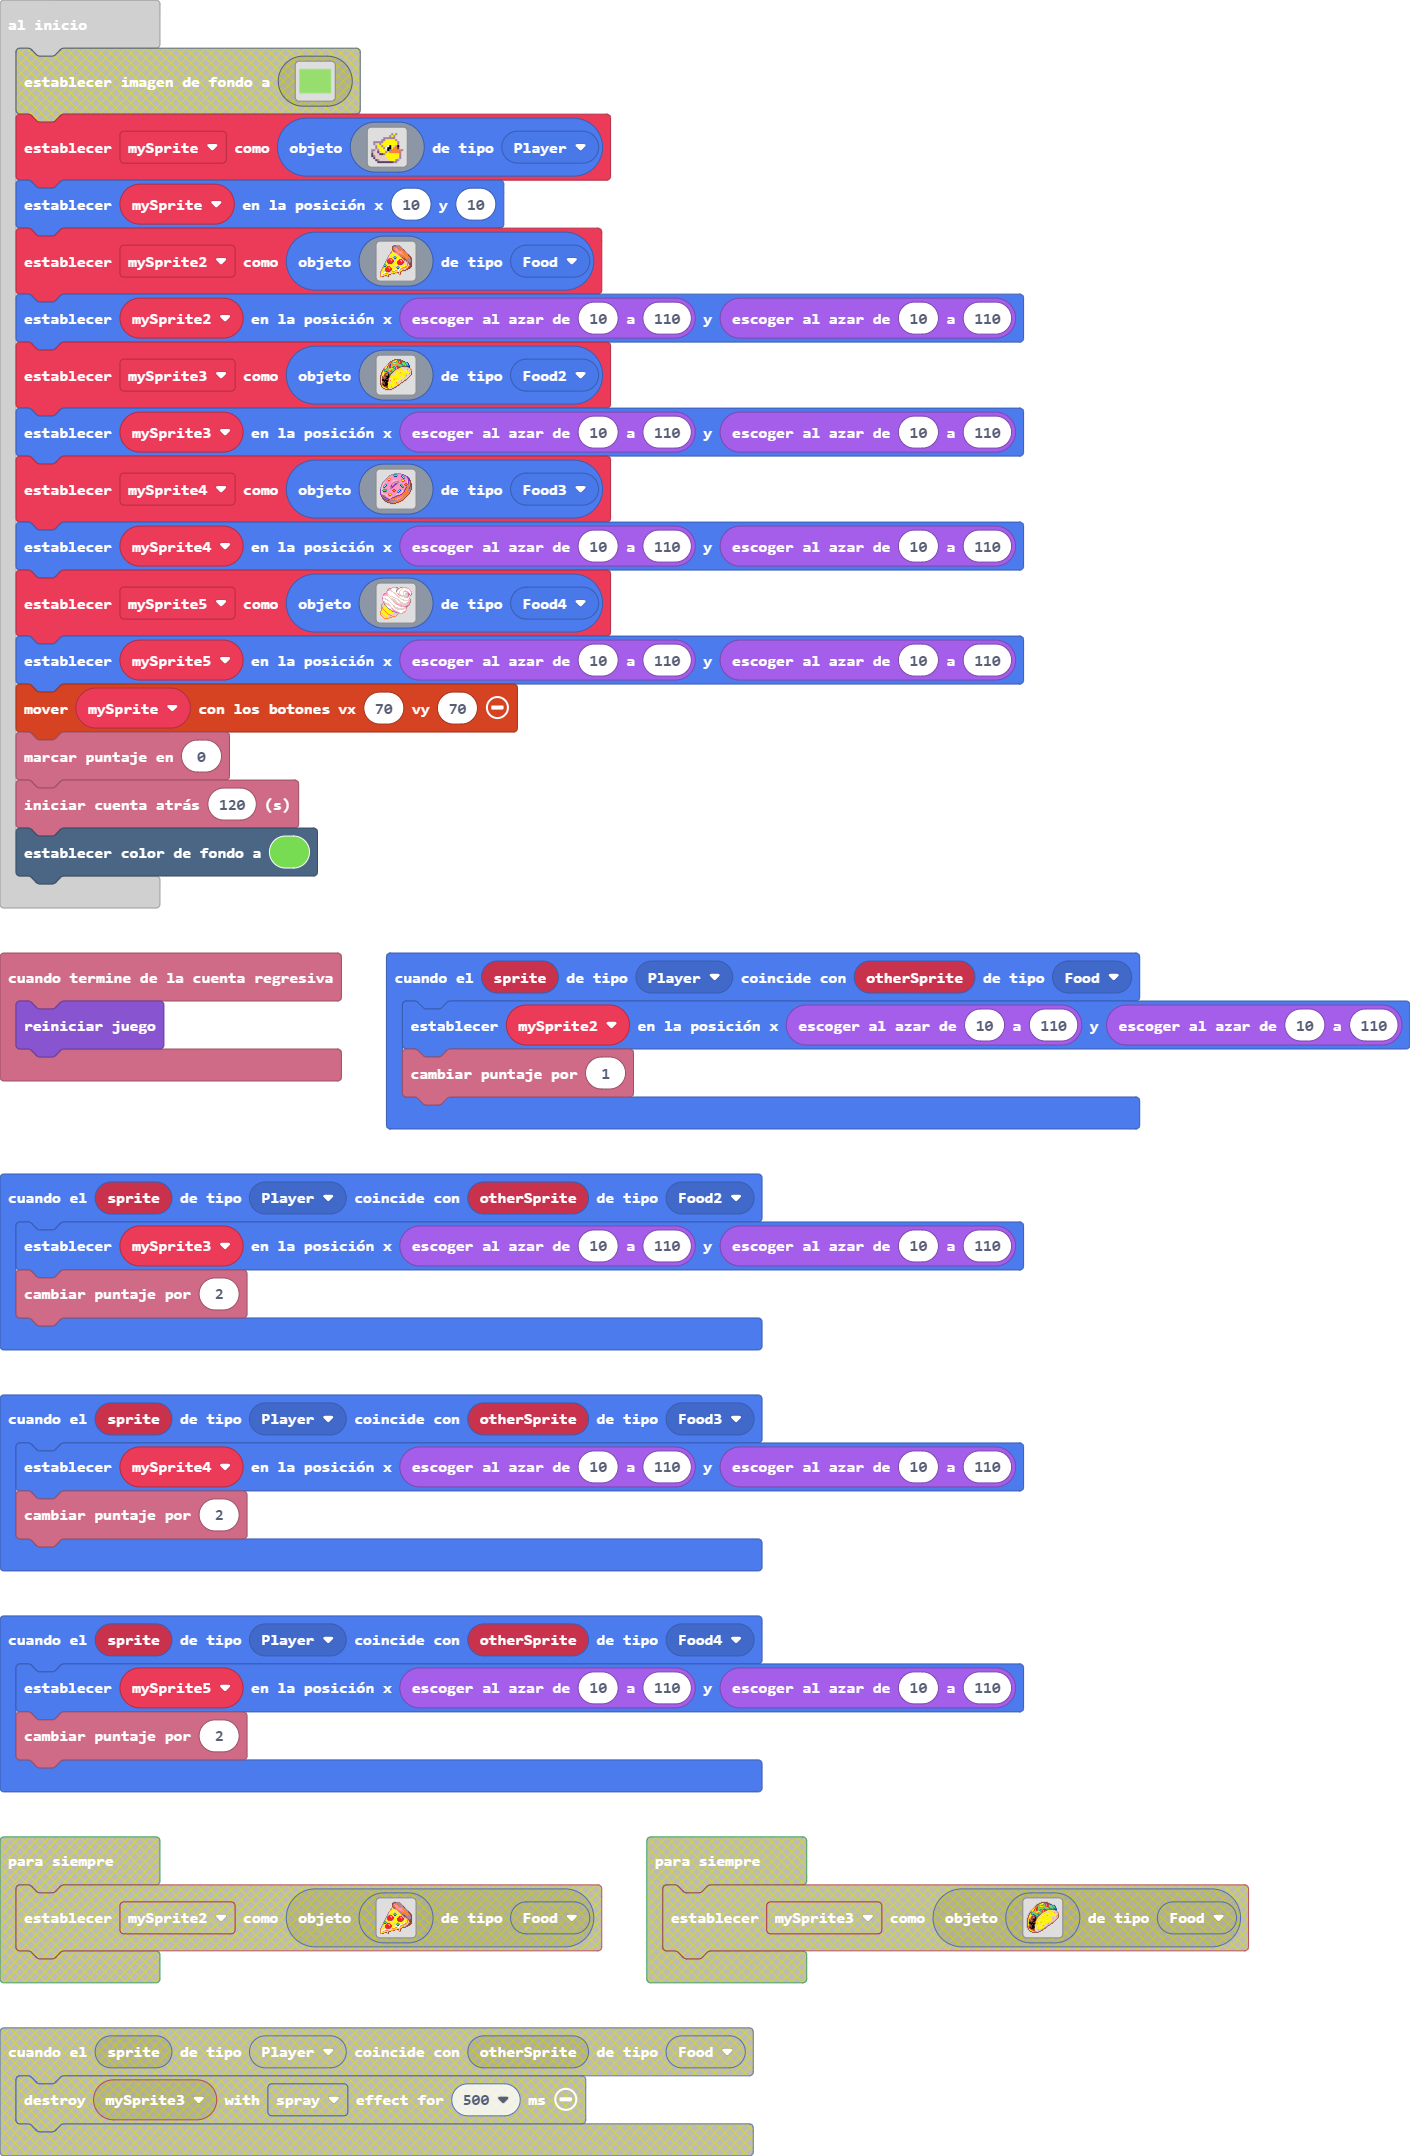 al inicio
establecer imagen de fondo a
establecer mySprite como objeto de tipo Player
establecer mySprite en la posición x 10 y 10
establecer mySprite2 como objeto de tipo Food
establecer mySprite2 en la posición x escoger al azar de 10 a 110 y escoger al azar de 10 a 110
establecer mySprite3 como objeto de tipo Food2
establecer mySprite3 en la posición x escoger al azar de 10 a 110 y escoger al azar de 10 a 110
establecer mySprite4 como objeto de tipo Food3
establecer mySprite4 en la posición x escoger al azar de 10 a 110 y escoger al azar de 10 a 110
establecer mySprite5 como objeto de tipo Food4
establecer mySprite5 en la posición x escoger al azar de 10 a 110 y escoger al azar de 10 a 110
mover mySprite con los botones vx 70 vy 70
marcar puntaje en 0
iniciar cuenta atrás 120 (s)
establecer color de fondo a
cuando termine de la cuenta regresiva
reiniciar juego
cuando el sprite de tipo Player coincide con otherSprite de tipo Food
establecer mySprite2 en la posición x escoger al azar de 10 a 110 y escoger al azar de 10 a 110
cambiar puntaje por 1
cuando el sprite de tipo Player coincide con otherSprite de tipo Food2
establecer mySprite3 en la posición x escoger al azar de 10 a 110 y escoger al azar de 10 a 110
cambiar puntaje por 2
cuando el sprite de tipo Player coincide con otherSprite de tipo Food3
establecer mySprite4 en la posición x escoger al azar de 10 a 110 y escoger al azar de 10 a 110
cambiar puntaje por 2
cuando el sprite de tipo Player coincide con otherSprite de tipo Food4
establecer mySprite5 en la posición x escoger al azar de 10 a 110 y escoger al azar de 10 a 110
cambiar puntaje por 2
para siempre
establecer mySprite2 como objeto de tipo Food
para siempre
establecer mySprite3 como objeto de tipo Food
cuando el sprite de tipo Player coincide con otherSprite de tipo Food
destroy mySprite3 with spray effect for 500 ms